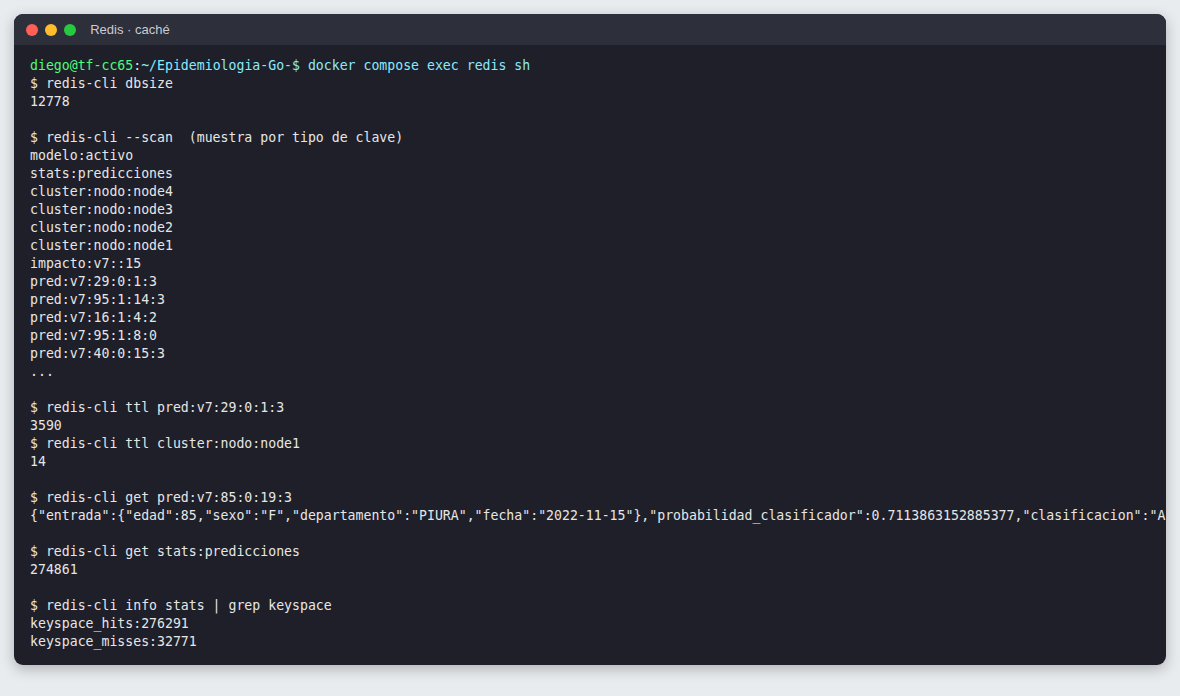 Redis · caché
diego@tf-cc65:~/Epidemiologia-Go-$ docker compose exec redis sh
$ redis-cli dbsize
12778
$ redis-cli --scan  (muestra por tipo de clave)
modelo:activo
stats:predicciones
cluster:nodo:node4
cluster:nodo:node3
cluster:nodo:node2
cluster:nodo:node1
impacto:v7::15
pred:v7:29:0:1:3
pred:v7:95:1:14:3
pred:v7:16:1:4:2
pred:v7:95:1:8:0
pred:v7:40:0:15:3
...
$ redis-cli ttl pred:v7:29:0:1:3
3590
$ redis-cli ttl cluster:nodo:node1
14
$ redis-cli get pred:v7:85:0:19:3
{"entrada":{"edad":85,"sexo":"F","departamento":"PIURA","fecha":"2022-11-15"},"probabilidad_clasificador":0.7113863152885377,"clasificacion":"A
$ redis-cli get stats:predicciones
274861
$ redis-cli info stats | grep keyspace
keyspace_hits:276291
keyspace_misses:32771